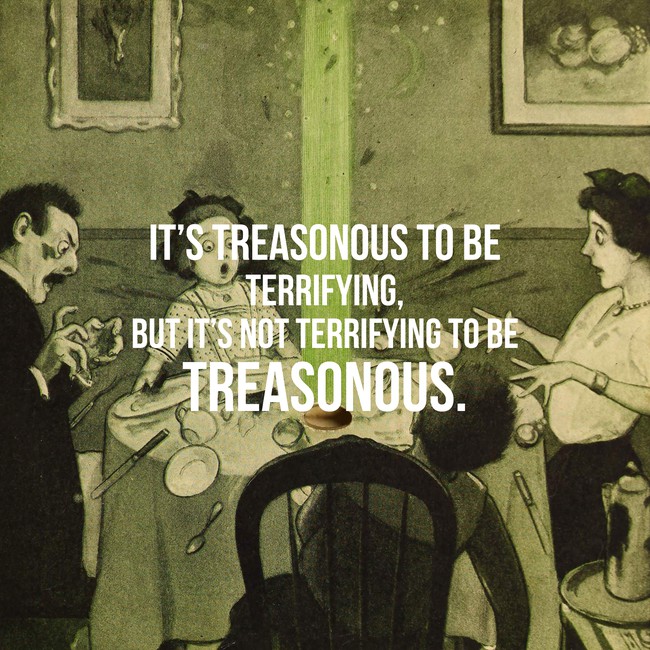 IT'S TREASONOUS TO BE
TERRIFYING,
BUT IT'S NOT TERRIFYING TO BE
TREASONOUS.